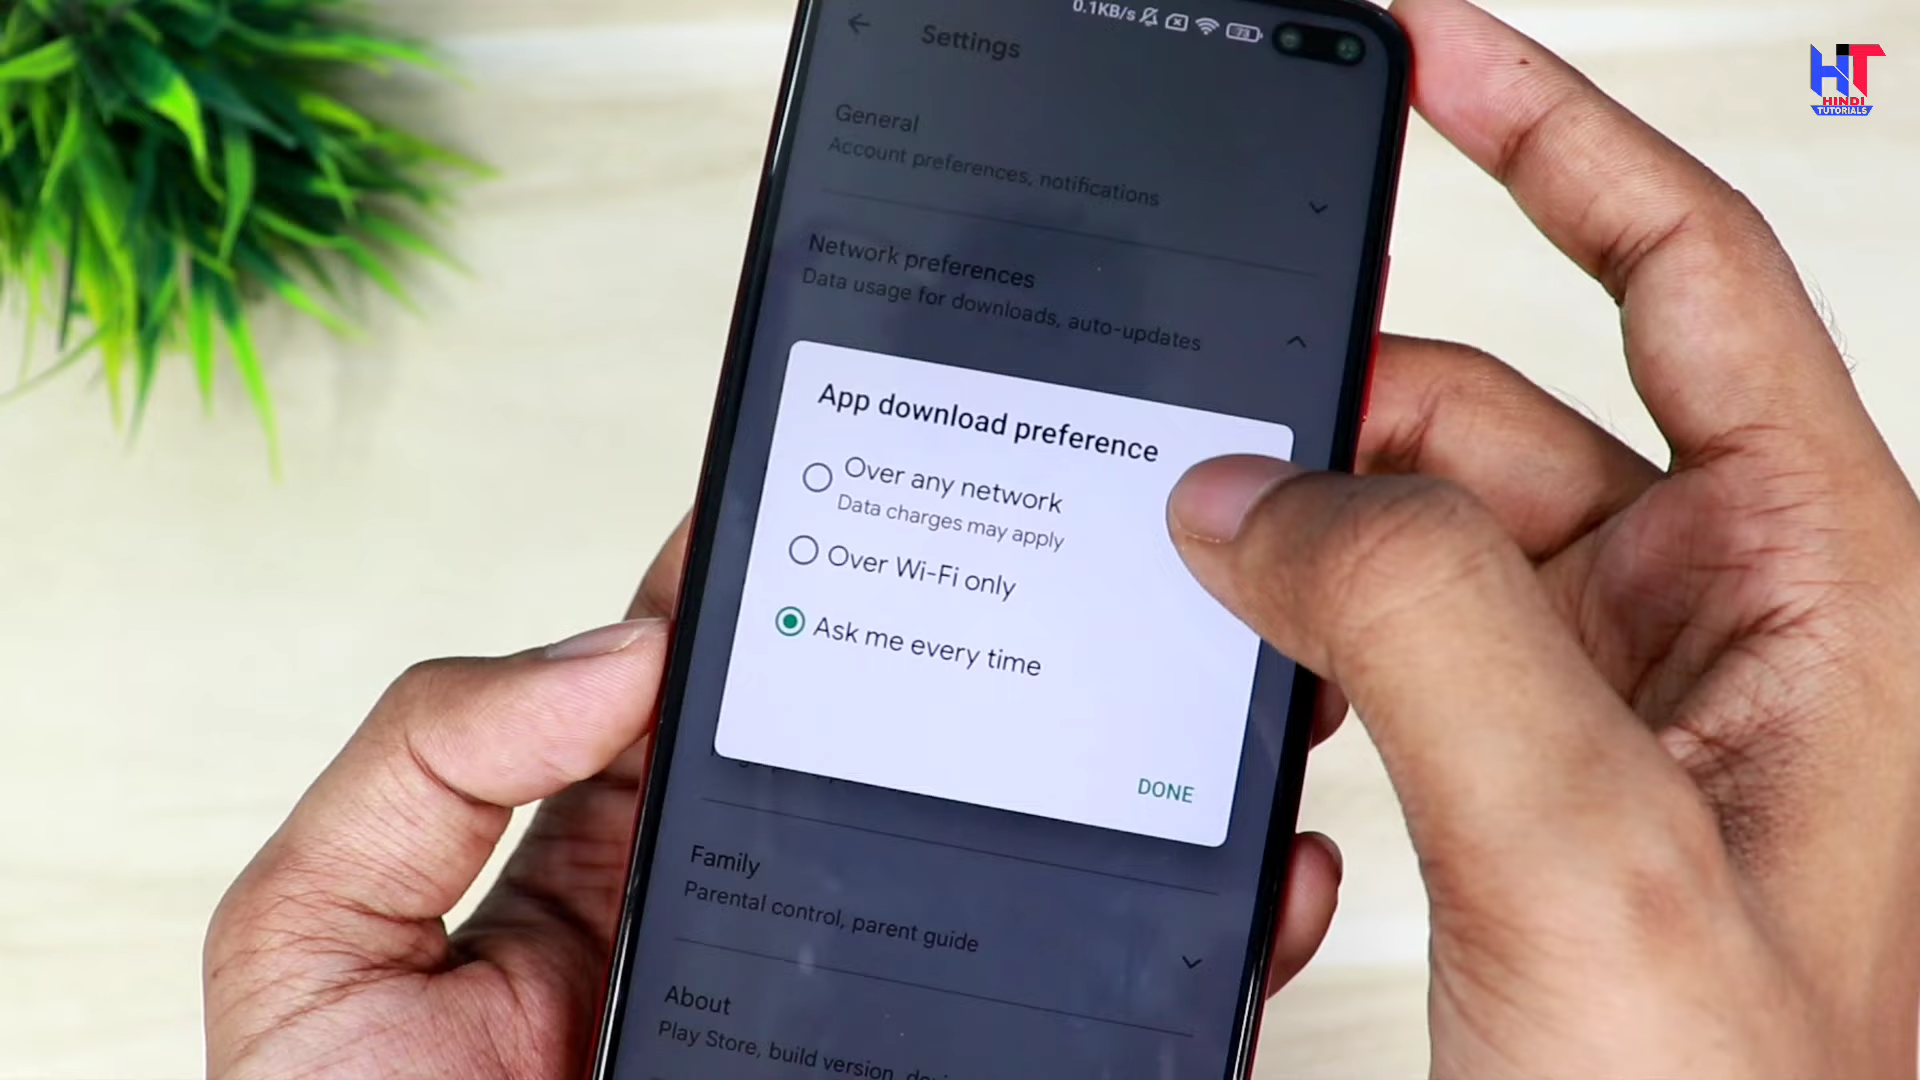 0.1KB/s
73
Settings
HT
HINDI
TUTORIALS
General
Account preferences, notifications
Network preferences
Data usage for downloads, auto-updates
App download preference
Over any network
Data charges may apply
Over Wi-Fi only
Ask me every time
DONE
Family
Parental control, parent guide
About
Play Store, build version,